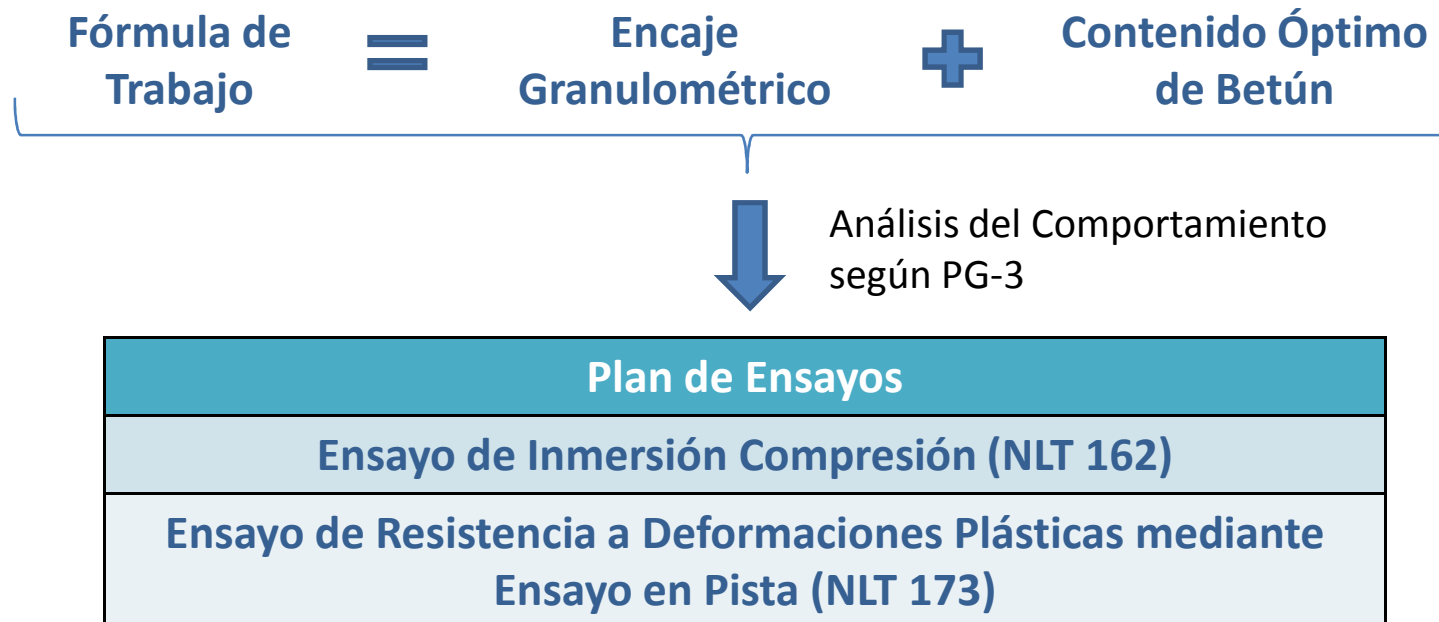 Fórmula de
Trabajo
Encaje
Granulométrico
Contenido Óptimo
de Betún
Análisis del Comportamiento
según PG-3
Plan de Ensayos
Ensayo de Inmersión Compresión (NLT 162)
Ensayo de Resistencia a Deformaciones Plásticas mediante
Ensayo en Pista (NLT 173)